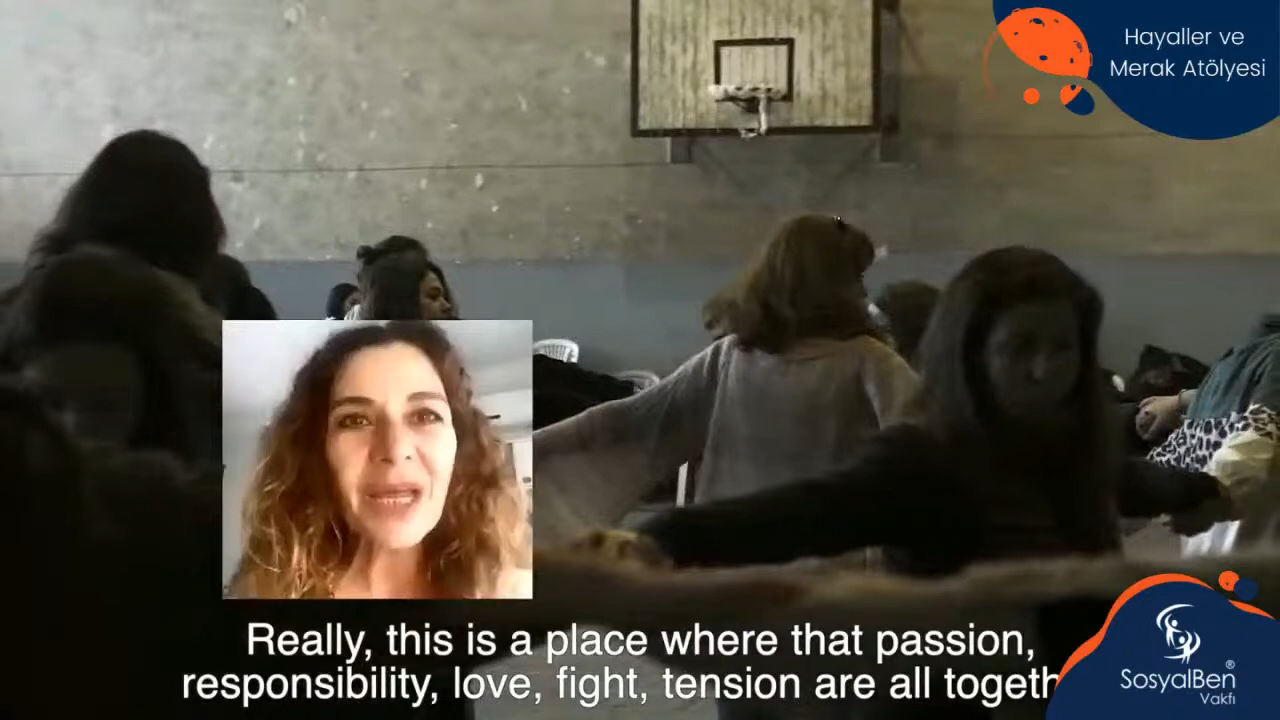 Hayaller ve
Merak Atölyesi
Really, this is a place where that passion,
responsibility, love, fight, tension are all togeth
SosyalBen®
Vakfı